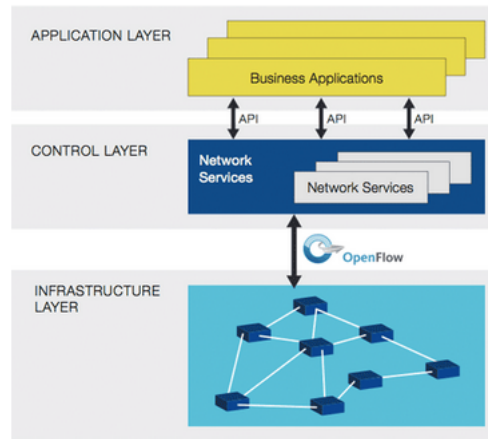 APPLICATION LAYER
Business Applications
API
API
API
CONTROL LAYER
Network
Services
Network Services
OpenFlow
INFRASTRUCTURE
LAYER